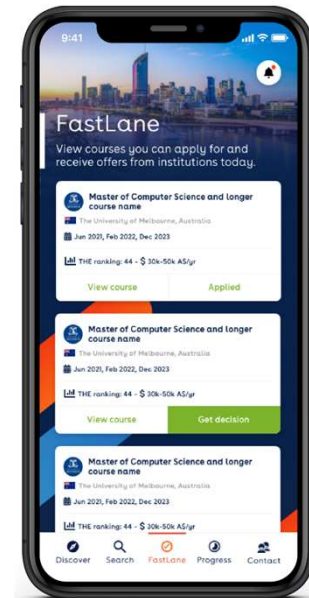 9:41
FastLane
View courses you can apply for and
receive offers from institutions today.
Master of Computer Science and longer
course name
The University of Melbourne, Australia
Jun 2021, Feb 2022, Dec 2023
THE ranking: 44 - $ 30k-50k A$/yr
View course Applied
Master of Computer Science and longer
course name
The University of Melbourne, Australia
Jun 2021, Feb 2022, Dec 2023
THE ranking: 44 - $ 30k-50k A$/yr
View course Get decision
Master of Computer Science and longer
course name
The University of Melbourne, Australia
Jun 2021, Feb 2022, Dec 2023
THE ranking: 44 - $ 30k-50k A$/yr
Discover Search FastLane Progress Contact